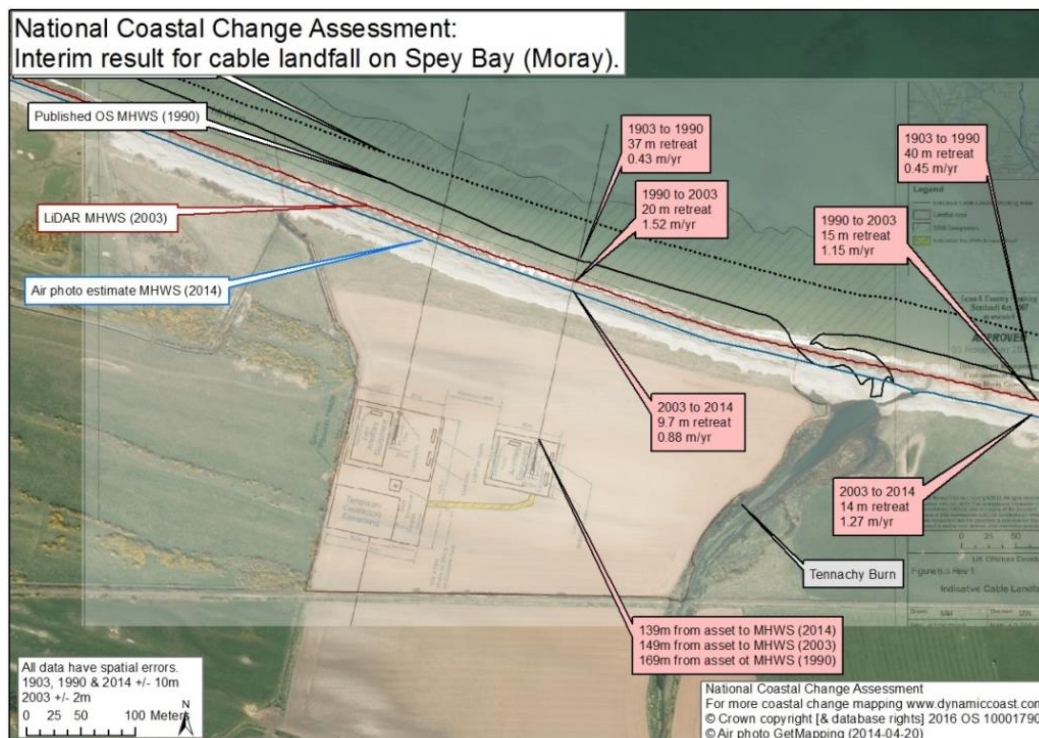 National Coastal Change Assessment:
Interim result for cable landfall on Spey Bay (Moray).
Published OS MHWS (1990)
LiDAR MHWS (2003)
Air photo estimate MHWS (2014)
1903 to 1990
37 m retreat
0.43 m/yr
1990 to 2003
20 m retreat
1.52 m/yr
1903 to 1990
40 m retreat
0.45 m/yr
Legend
1990 to 2003
15 m retreat
1.15 m/yr
APPROVED
2003 to 2014
9.7 m retreat
0.88 m/yr
2003 to 2014
14 m retreat
1.27 m/yr
Tennachy Burn
0 25 50
Indicative Cable Landfa
139m from asset to MHWS (2014)
149m from asset to MHWS (2003)
169m from asset ot MHWS (1990)
All data have spatial errors.
1903, 1990 & 2014 +/- 10m
2003 +/- 2m
N
0 25 50 100 Meters
National Coastal Change Assessment
For more coastal change mapping www.dynamiccoast.com
© Crown copyright [& database rights] 2016 OS 10001790
© Air photo GetMapping (2014-04-20)